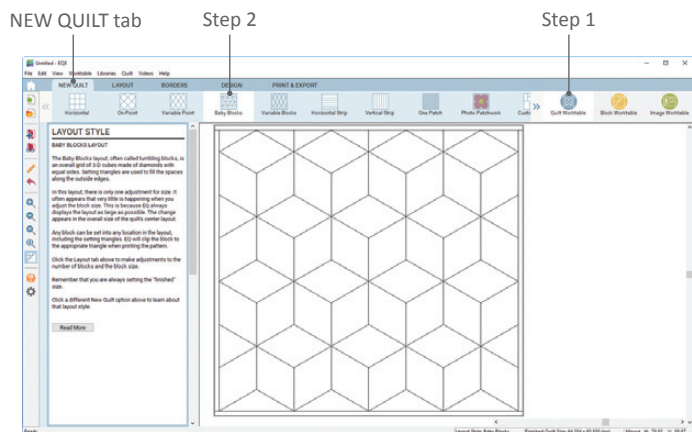 NEW QUILT tab
Step 2
Step 1
Untitled - EQ8
File Edit View Worktable Libraries Quilt Videos Help
NEW QUILT LAYOUT BORDERS DESIGN PRINT & EXPORT
Horizontal On-Point Variable Point Baby Blocks Variable Blocks Horizontal Strip Vertical Strip One Patch Photo Patchwork Quilt Worktable Block Worktable Image Worktable
LAYOUT STYLE
BABY BLOCKS LAYOUT
The Baby Blocks layout, often called tumbling blocks, is
an overall grid of 3-D cubes made of diamonds with
equal sides. Setting triangles are used to fill the spaces
along the outside edges.
In this layout, there is only one adjustment for size. It
often appears that very little is happening when you
adjust the block size. This is because EQ always
displays the layout as large as possible. The change
appears in the overall size of the quilt's center layout.
Any block can be set into any location in the layout,
including the setting triangles. EQ will clip the block to
the appropriate triangle when printing the pattern.
Click the Layout tab above to make adjustments to the
number of blocks and the block size.
Remember that you are always setting the "finished"
size.
Click a different New Quilt option above to learn about
that layout style.
Read More